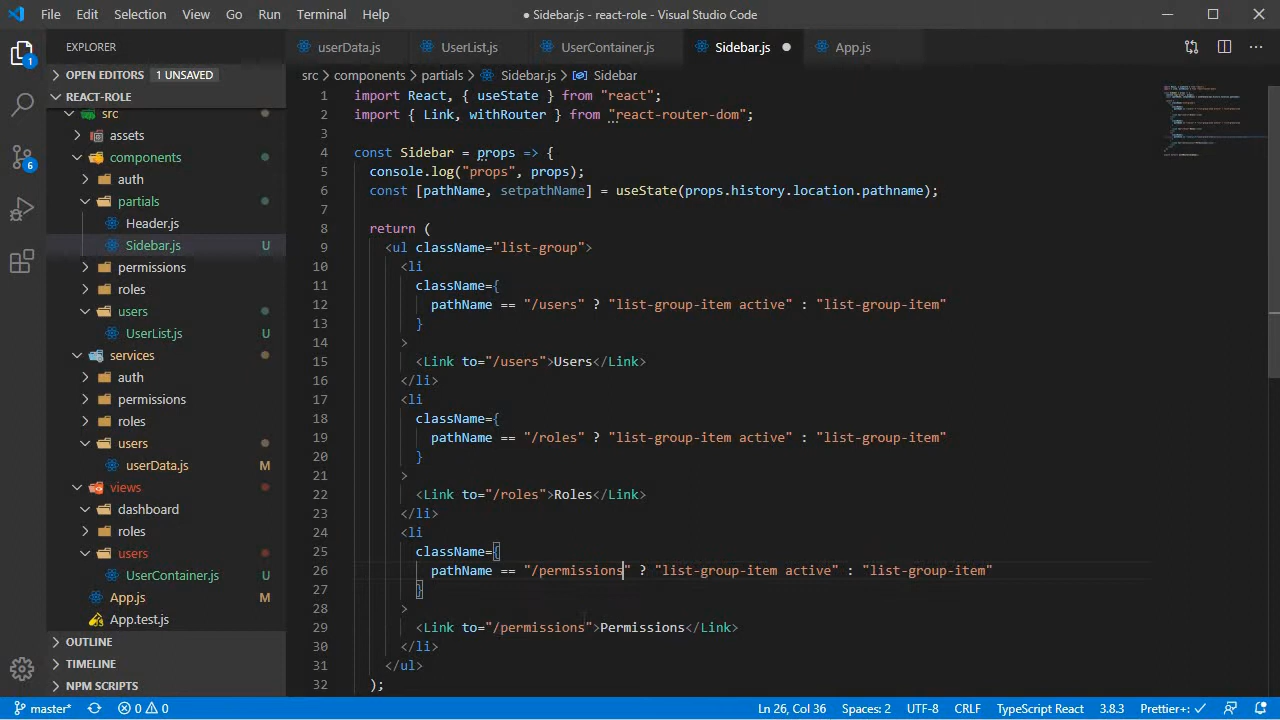 File Edit Selection View Go Run Terminal Help
● Sidebar.js - react-role - Visual Studio Code
EXPLORER
OPEN EDITORS 1 UNSAVED
REACT-ROLE
src
assets
components
auth
partials
Header.js
Sidebar.js U
permissions
roles
users
UserList.js U
services
auth
permissions
roles
users
userData.js M
views
dashboard
roles
users
UserContainer.js U
App.js M
App.test.js
OUTLINE
TIMELINE
NPM SCRIPTS
1
6
userData.js UserList.js UserContainer.js Sidebar.js ● App.js
src > components > partials > Sidebar.js > Sidebar
1 import React, { useState } from "react";
2 import { Link, withRouter } from "react-router-dom";
3
4 const Sidebar = props => {
5 console.log("props", props);
6 const [pathName, setpathName] = useState(props.history.location.pathname);
7
8 return (
9 <ul className="list-group">
10 <li
11 className={
12 pathName == "/users" ? "list-group-item active" : "list-group-item"
13 }
14 >
15 <Link to="/users">Users</Link>
16 </li>
17 <li
18 className={
19 pathName == "/roles" ? "list-group-item active" : "list-group-item"
20 }
21 >
22 <Link to="/roles">Roles</Link>
23 </li>
24 <li
25 className={
26 pathName == "/permissions" ? "list-group-item active" : "list-group-item"
27 }
28 >
29 <Link to="/permissions">Permissions</Link>
30 </li>
31 </ul>
32 );
master* 0 0 Ln 26, Col 36 Spaces: 2 UTF-8 CRLF TypeScript React 3.8.3 Prettier+: ✓